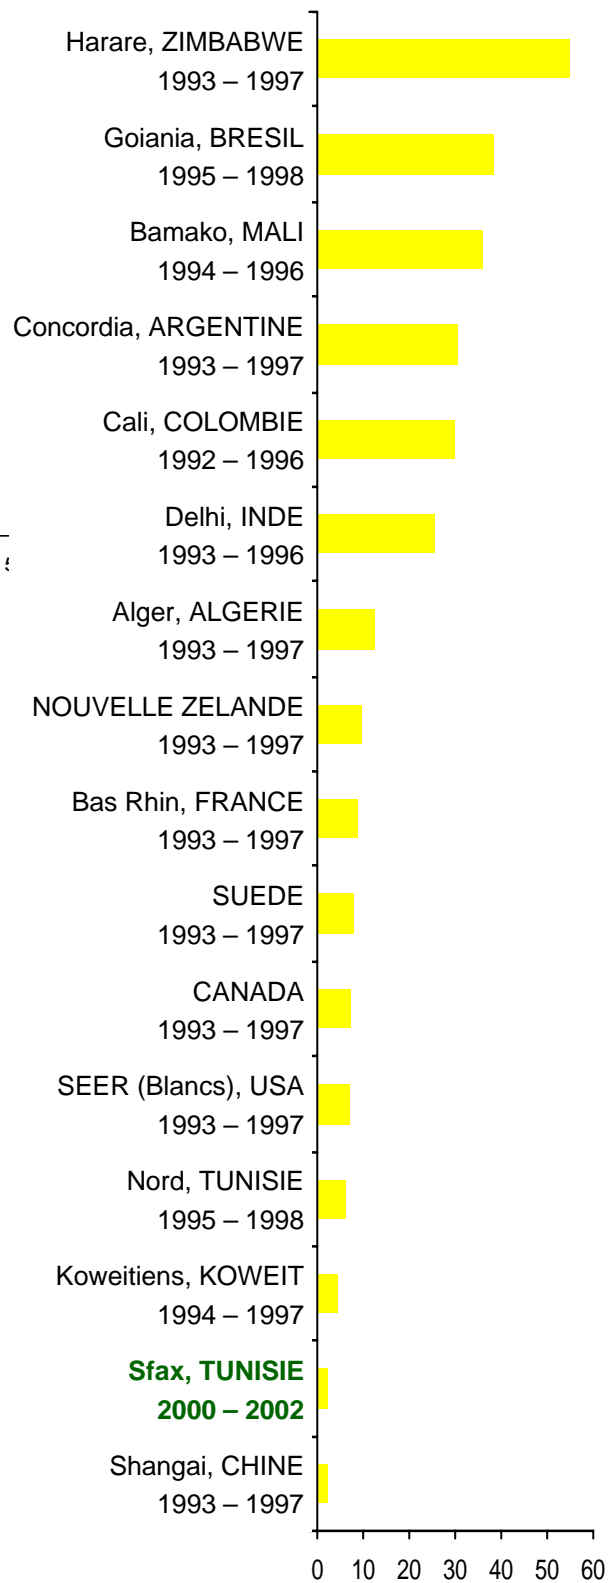 Harare, ZIMBABWE
1993 – 1997
Goiania, BRESIL
1995 – 1998
Bamako, MALI
1994 – 1996
Concordia, ARGENTINE
1993 – 1997
Cali, COLOMBIE
1992 – 1996
Delhi, INDE
1993 – 1996
Alger, ALGERIE
1993 – 1997
NOUVELLE ZELANDE
1993 – 1997
Bas Rhin, FRANCE
1993 – 1997
SUEDE
1993 – 1997
CANADA
1993 – 1997
SEER (Blancs), USA
1993 – 1997
Nord, TUNISIE
1995 – 1998
Koweitiens, KOWEIT
1994 – 1997
Sfax, TUNISIE
2000 – 2002
Shangai, CHINE
1993 – 1997
0 10 20 30 40 50 60